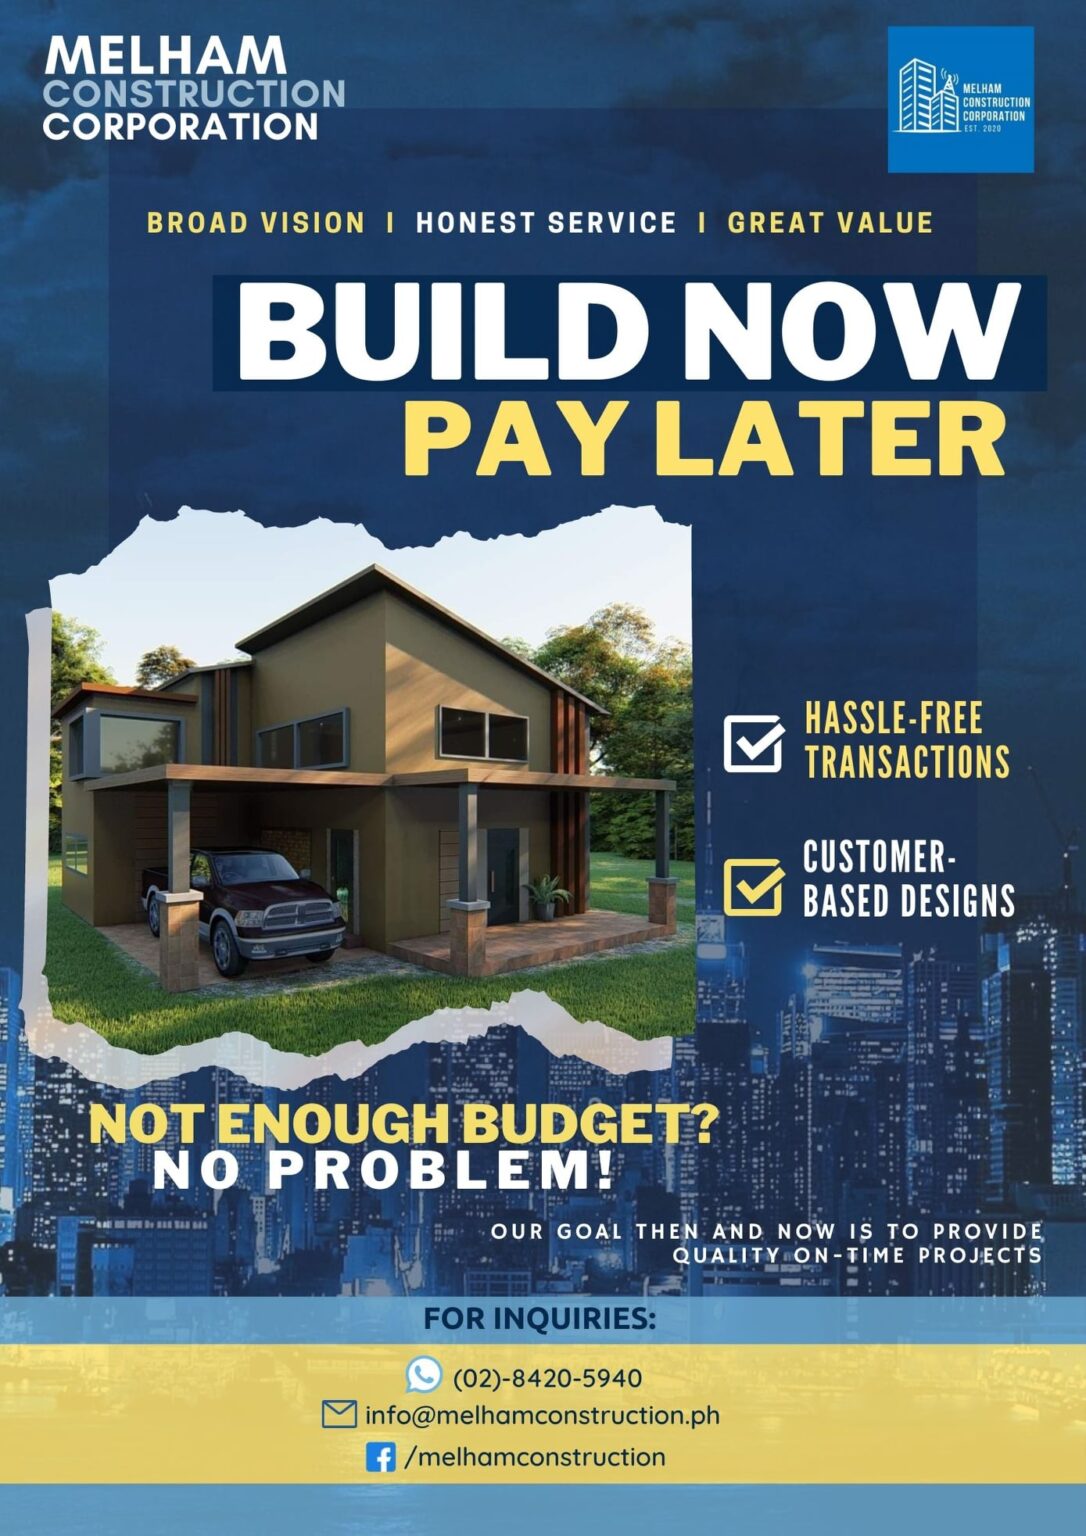 MELHAM
CONSTRUCTION
CORPORATION
MELHAM
CONSTRUCTION
CORPORATION
EST. 2020
BROAD VISION I HONEST SERVICE I GREAT VALUE
BUILD NOW
PAY LATER
HASSLE-FREE
TRANSACTIONS
CUSTOMER-
BASED DESIGNS
NOT ENOUGH BUDGET?
NO PROBLEM!
OUR GOAL THEN AND NOW IS TO PROVIDE
QUALITY ON-TIME PROJECTS
FOR INQUIRIES:
(02)-8420-5940
info@melhamconstruction.ph
/melhamconstruction